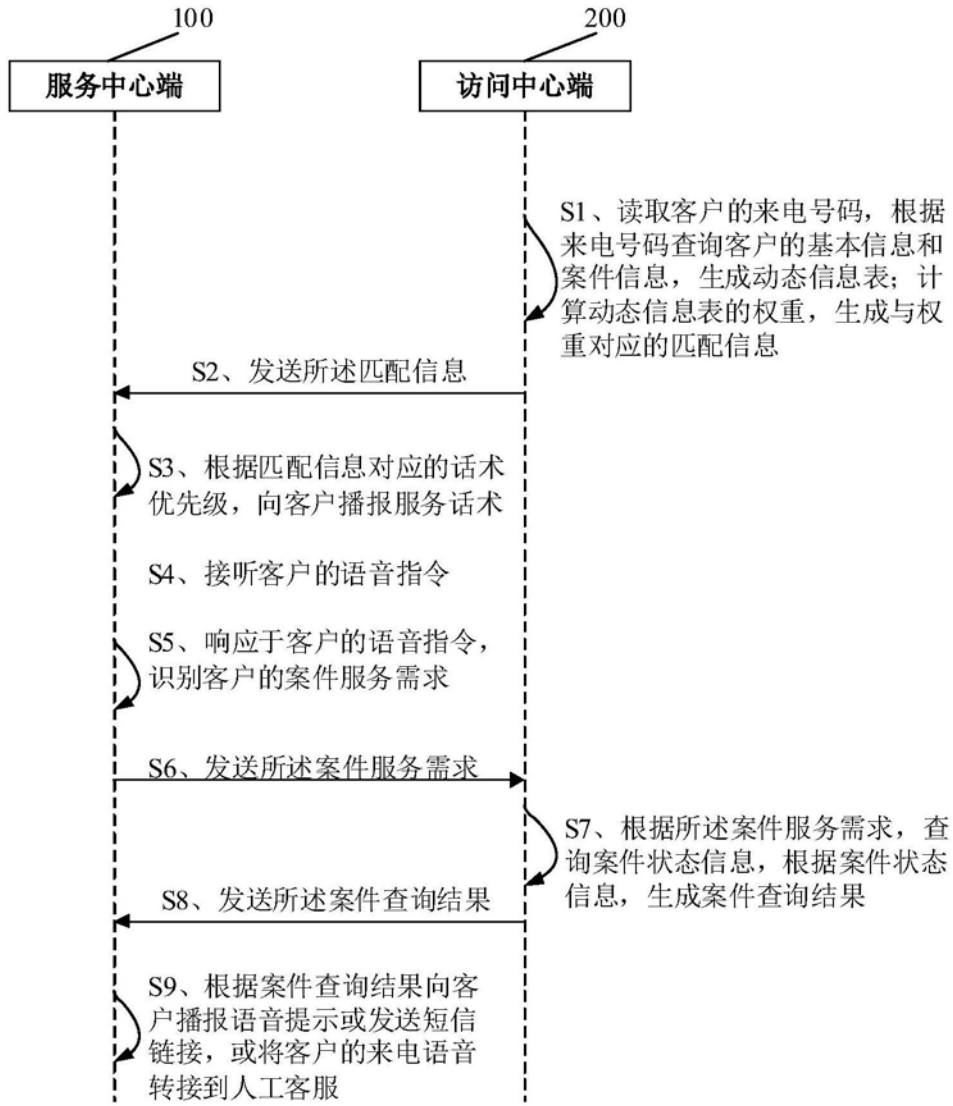 100
200
服务中心端
访问中心端
S1、读取客户的来电号码，根据
来电号码查询客户的基本信息和
案件信息，生成动态信息表；计
算动态信息表的权重，生成与权
重对应的匹配信息
S2、发送所述匹配信息
S3、根据匹配信息对应的话术
优先级，向客户播报服务话术
S4、接听客户的语音指令
S5、响应于客户的语音指令，
识别客户的案件服务需求
S6、发送所述案件服务需求
S7、根据所述案件服务需求，查
询案件状态信息，根据案件状态
信息，生成案件查询结果
S8、发送所述案件查询结果
S9、根据案件查询结果向客
户播报语音提示或发送短信
链接，或将客户的来电语音
转接到人工客服